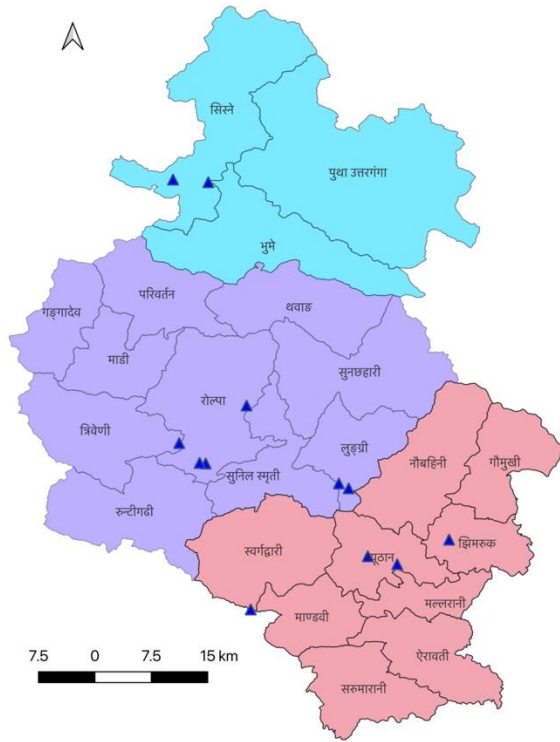 सिस्ने
पुथा उत्तरगंगा
भुमे
परिवर्तन
गङ्गादेव
थवाङ
माडी
सुनछहारी
रोल्पा
त्रिवेणी
लुङ्ग्री
नौबहिनी
गौमुखी
सुनिल स्मृती
रुन्टीगढी
झिमरुक
स्वर्गद्वारी
प्यूठान
मल्लरानी
माण्डवी
ऐरावती
सरुमारानी
7.5 0 7.5 15 km